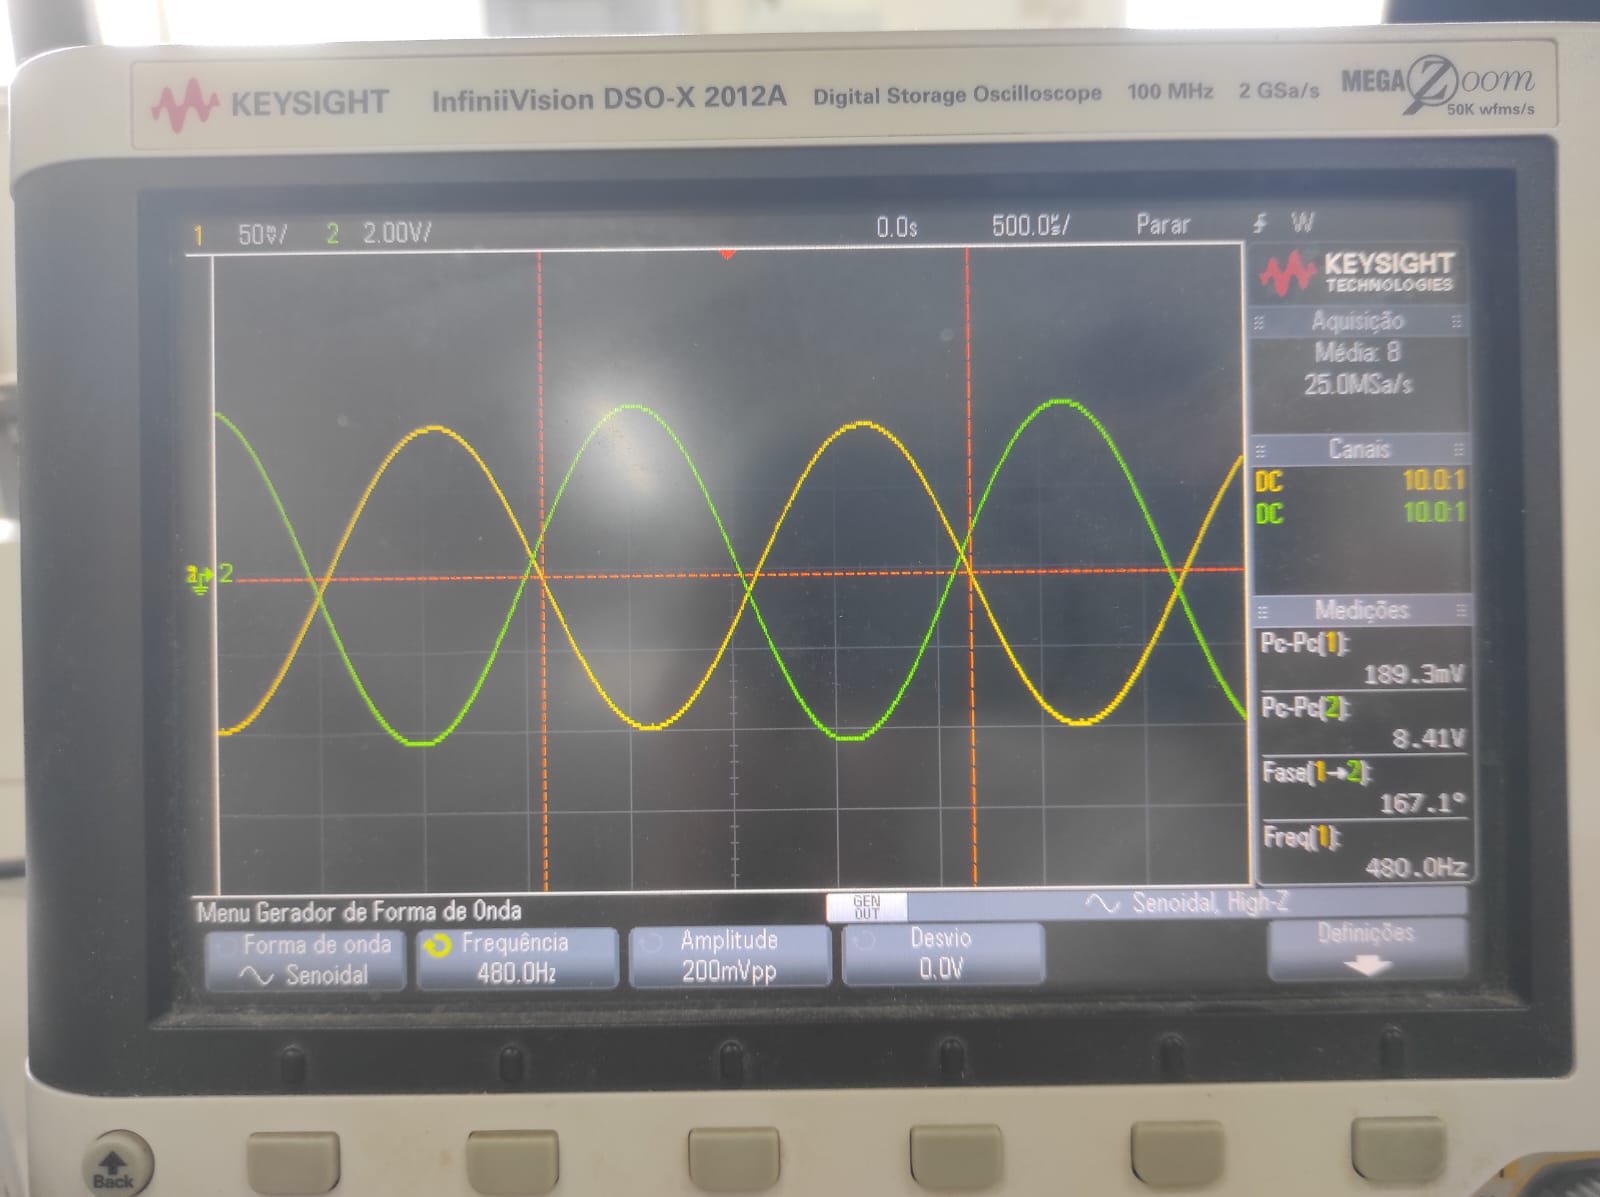 KEYSIGHT InfiniiVision DSO-X 2012A Digital Storage Oscilloscope 100 MHz 2 GSa/s MEGA Zoom
50K wfms/s
1 50mV/ 2 2.00V/ 0.0s 500.0µs/ Parar W
KEYSIGHT
TECHNOLOGIES
Aquisição
Média: 8
25.0MSa/s
Canais
DC 10.0:1
DC 10.0:1
2
Medições
Pc-Pc(1):
189.3mV
Pc-Pc(2):
8.41V
Fase(1→2):
167.1°
Freq(1):
480.0Hz
Menu Gerador de Forma de Onda
GEN
OUT
Senoidal, High-Z
Forma de onda
Senoidal
Frequência
480.0Hz
Amplitude
200mVpp
Desvio
0.0V
Definições
Back